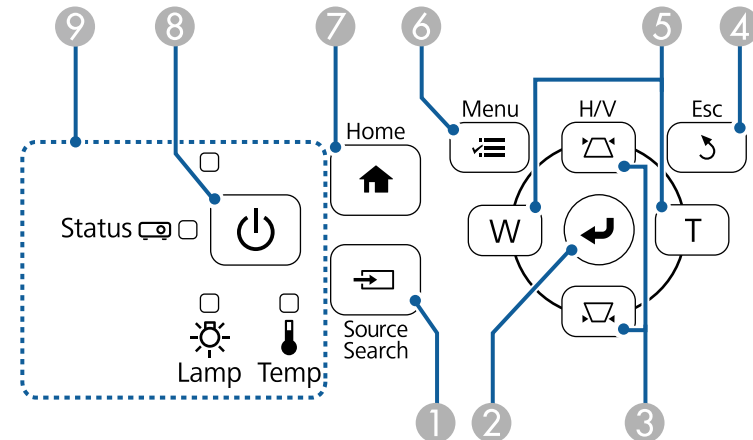 9 8 7 6 5 4
Menu H/V Esc
Home
W T
Status
Source
Search
Lamp Temp
1 2 3